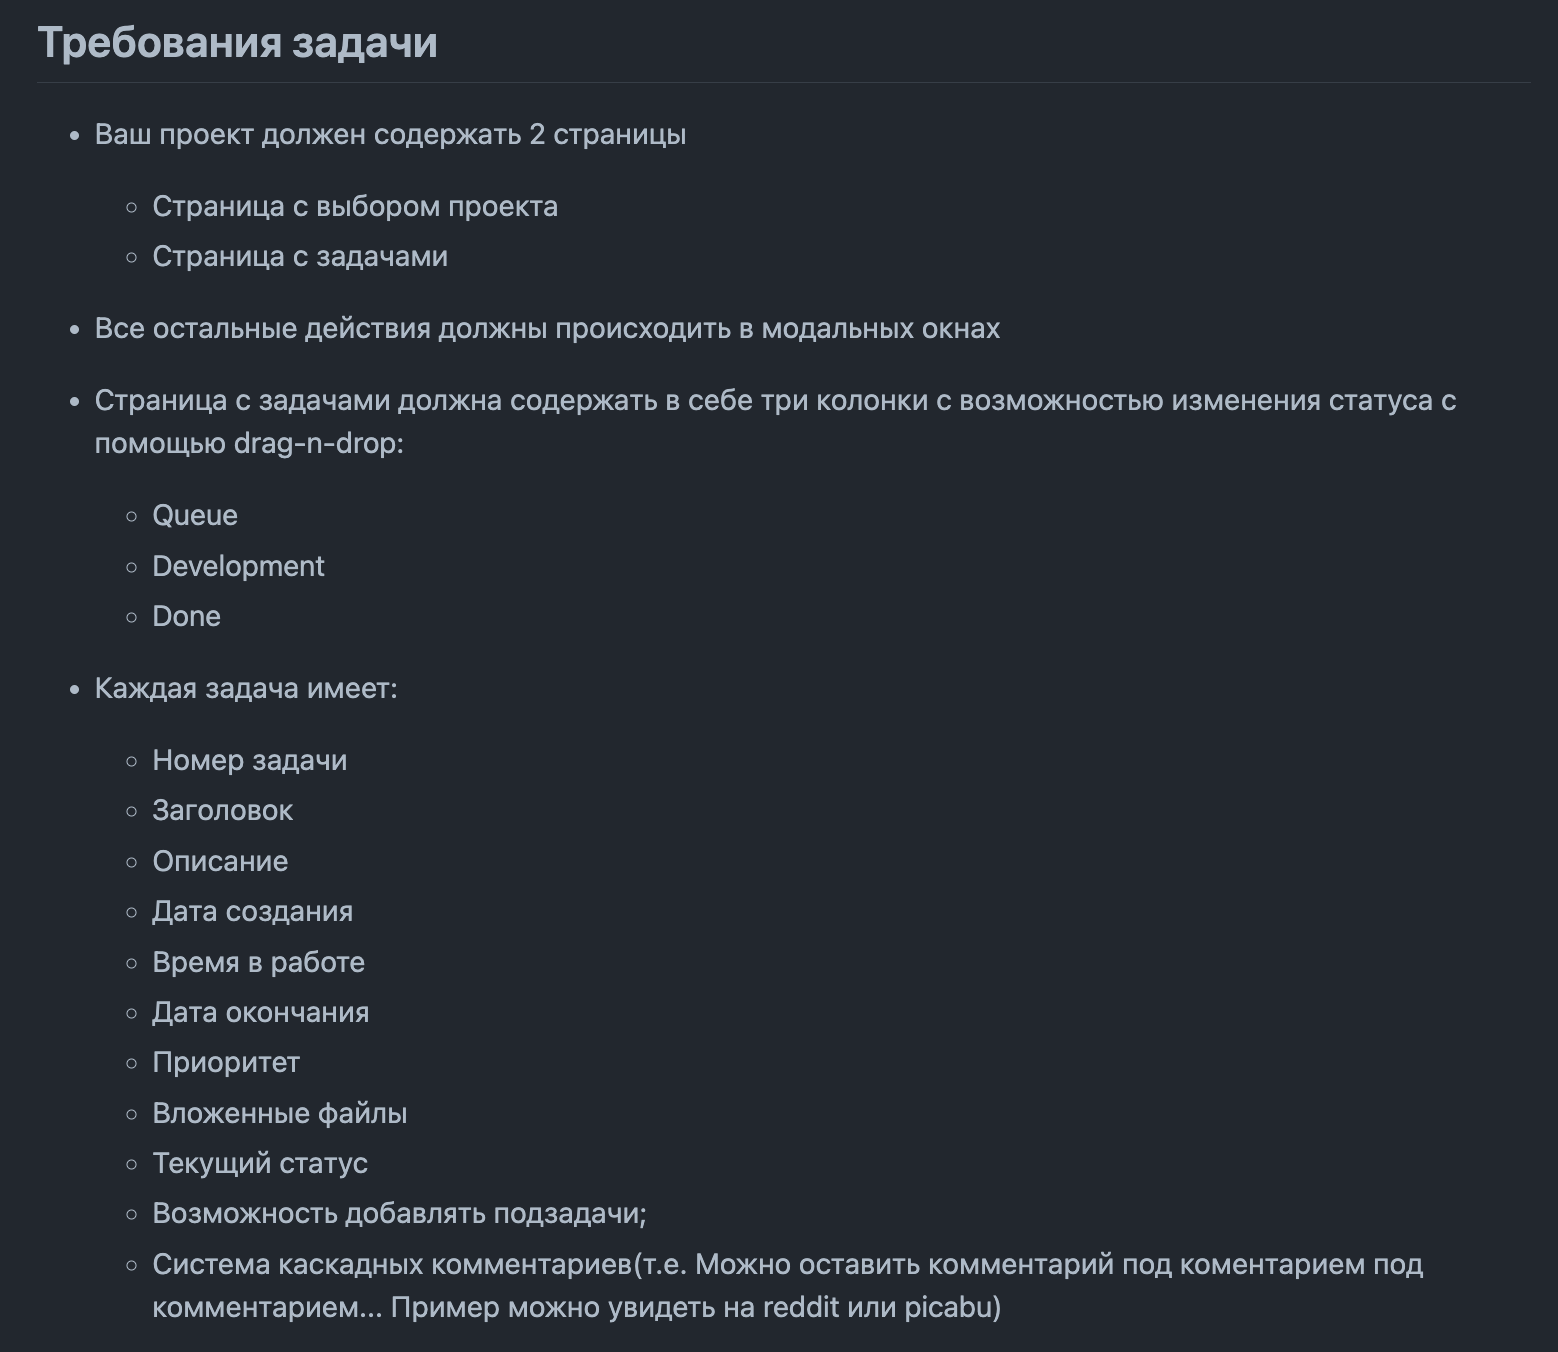 Требования задачи
Ваш проект должен содержать 2 страницы
Страница с выбором проекта
Страница с задачами
Все остальные действия должны происходить в модальных окнах
Страница с задачами должна содержать в себе три колонки с возможностью изменения статуса с
помощью drag-n-drop:
Queue
Development
Done
Каждая задача имеет:
Номер задачи
Заголовок
Описание
Дата создания
Время в работе
Дата окончания
Приоритет
Вложенные файлы
Текущий статус
Возможность добавлять подзадачи;
Система каскадных комментариев(т.е. Можно оставить комментарий под коментарием под
комментарием... Пример можно увидеть на reddit или picabu)